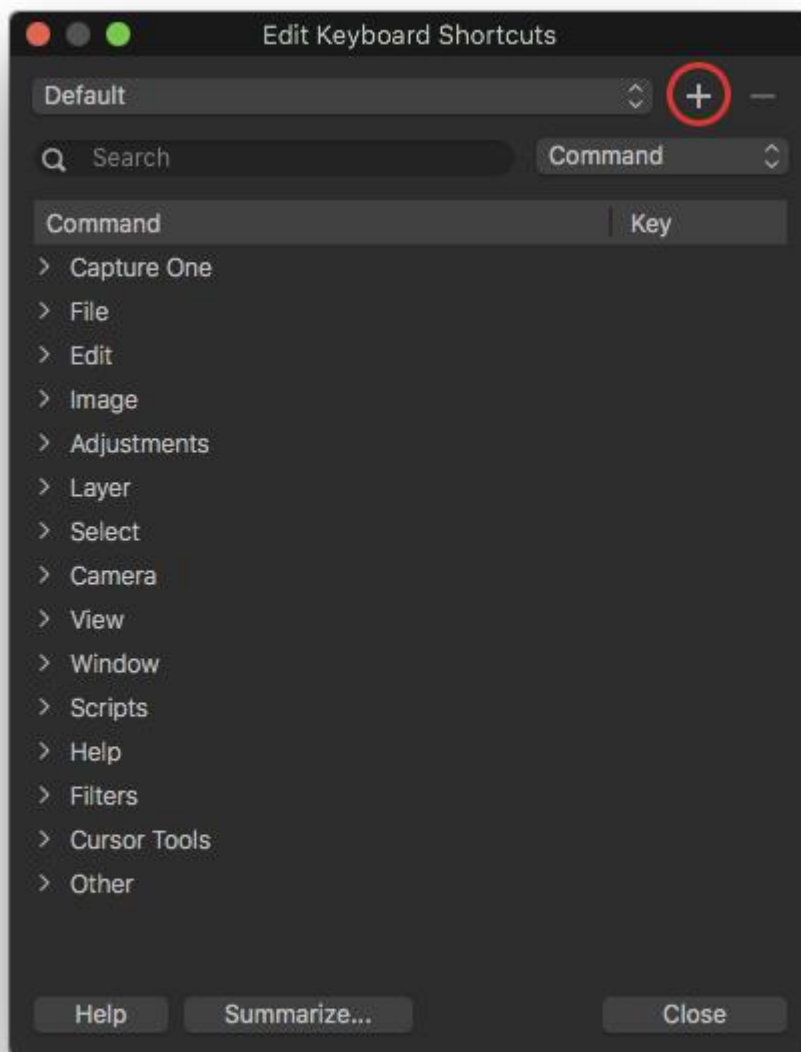 Edit Keyboard Shortcuts
Default
Search Command
Command Key
Capture One
File
Edit
Image
Adjustments
Layer
Select
Camera
View
Window
Scripts
Help
Filters
Cursor Tools
Other
Help Summarize... Close